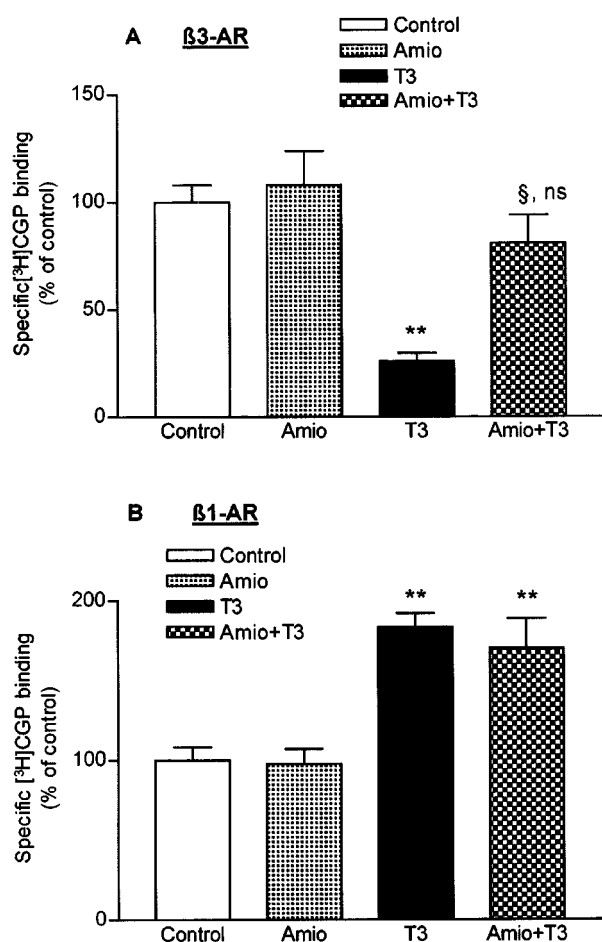 A ß3-AR
Control
Amio
T3
Amio+T3
150
100
50
0
Specific[³H]CGP binding
(% of control)
**
§, ns
Control Amio T3 Amio+T3
B ß1-AR
Control
Amio
T3
Amio+T3
200
100
0
Specific [³H]CGP binding
(% of control)
** **
Control Amio T3 Amio+T3